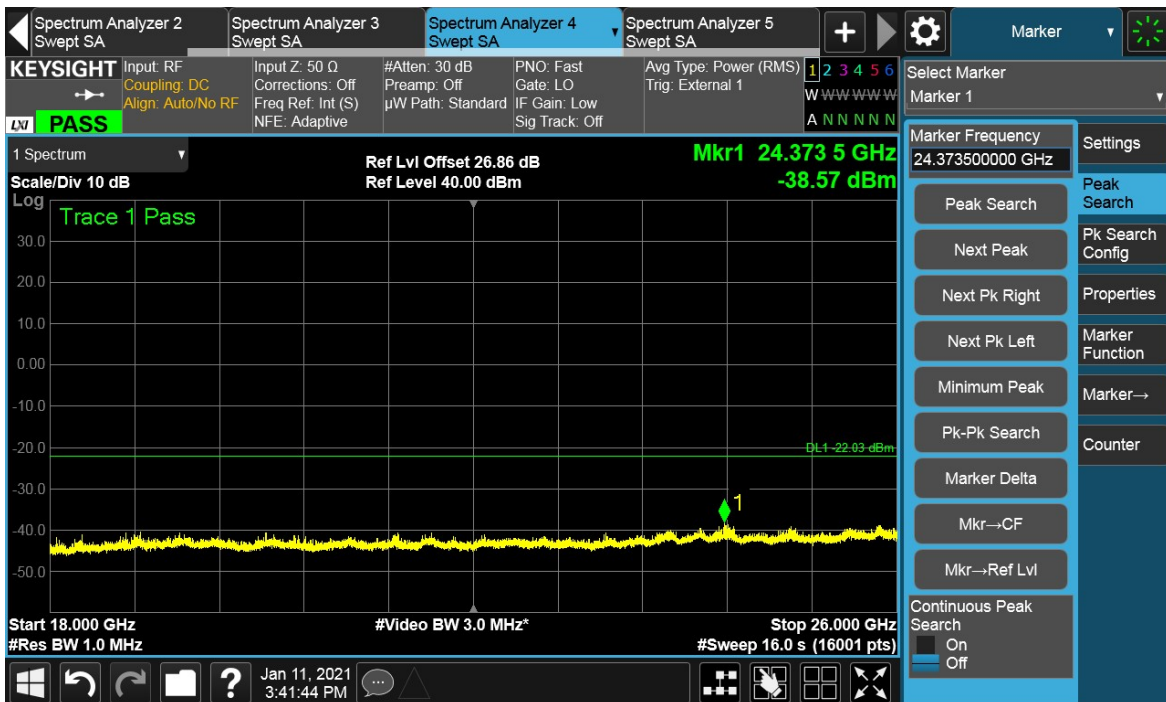 Spectrum Analyzer 2
Swept SA
Spectrum Analyzer 3
Swept SA
Spectrum Analyzer 4
Swept SA
Spectrum Analyzer 5
Swept SA
+
Marker
KEYSIGHT
LXI PASS
Input: RF
Coupling: DC
Align: Auto/No RF
Input Z: 50 Ω
Corrections: Off
Freq Ref: Int (S)
NFE: Adaptive
#Atten: 30 dB
Preamp: Off
µW Path: Standard
PNO: Fast
Gate: LO
IF Gain: Low
Sig Track: Off
Avg Type: Power (RMS)
Trig: External 1
1 2 3 4 5 6
W W W W W W
A N N N N N
Select Marker
Marker 1
1 Spectrum
Scale/Div 10 dB
Ref Lvl Offset 26.86 dB
Ref Level 40.00 dBm
Mkr1 24.373 5 GHz
-38.57 dBm
Log
Trace 1 Pass
30.0
20.0
10.0
0.00
-10.0
-20.0
DL1 -22.03 dBm
-30.0
1
-40.0
-50.0
Start 18.000 GHz
#Video BW 3.0 MHz*
Stop 26.000 GHz
#Res BW 1.0 MHz
#Sweep 16.0 s (16001 pts)
Marker Frequency
24.373500000 GHz
Peak Search
Next Peak
Next Pk Right
Next Pk Left
Minimum Peak
Pk-Pk Search
Marker Delta
Mkr→CF
Mkr→Ref Lvl
Continuous Peak
Search
On
Off
Settings
Peak
Search
Pk Search
Config
Properties
Marker
Function
Marker→
Counter
?
Jan 11, 2021
3:41:44 PM